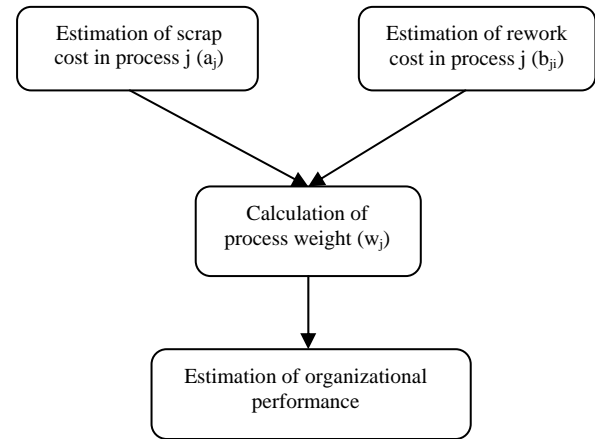 Estimation of scrap
cost in process j (aj)
Estimation of rework
cost in process j (bji)
Calculation of
process weight (wj)
Estimation of organizational
performance